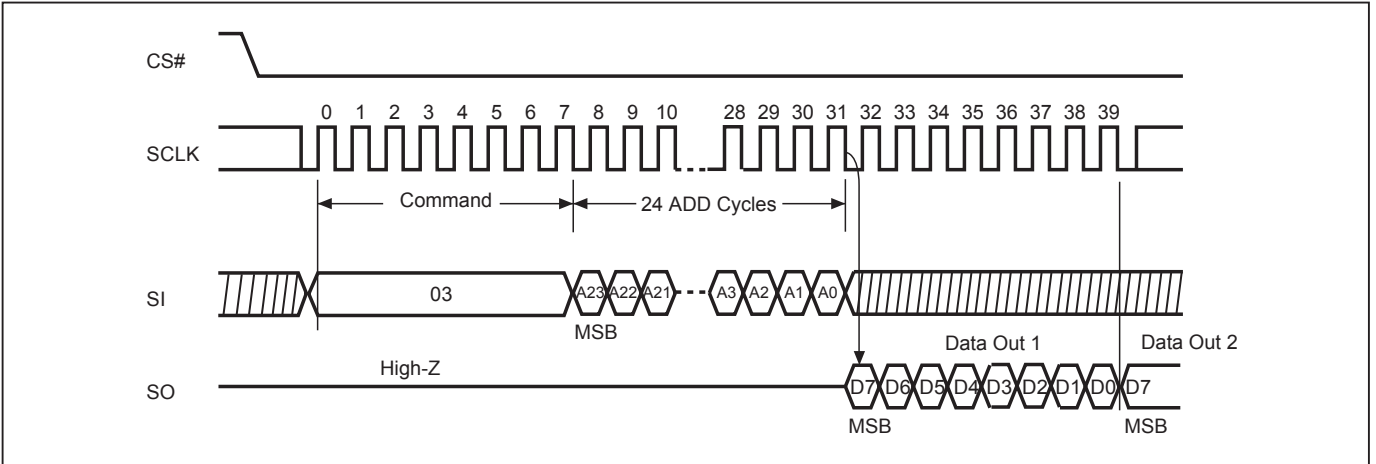 CS#
0 1 2 3 4 5 6 7 8 9 10 28 29 30 31 32 33 34 35 36 37 38 39
SCLK
Command 24 ADD Cycles
SI 03 A23 A22 A21 A3 A2 A1 A0
MSB
Data Out 1 Data Out 2
High-Z
SO D7 D6 D5 D4 D3 D2 D1 D0 D7
MSB MSB